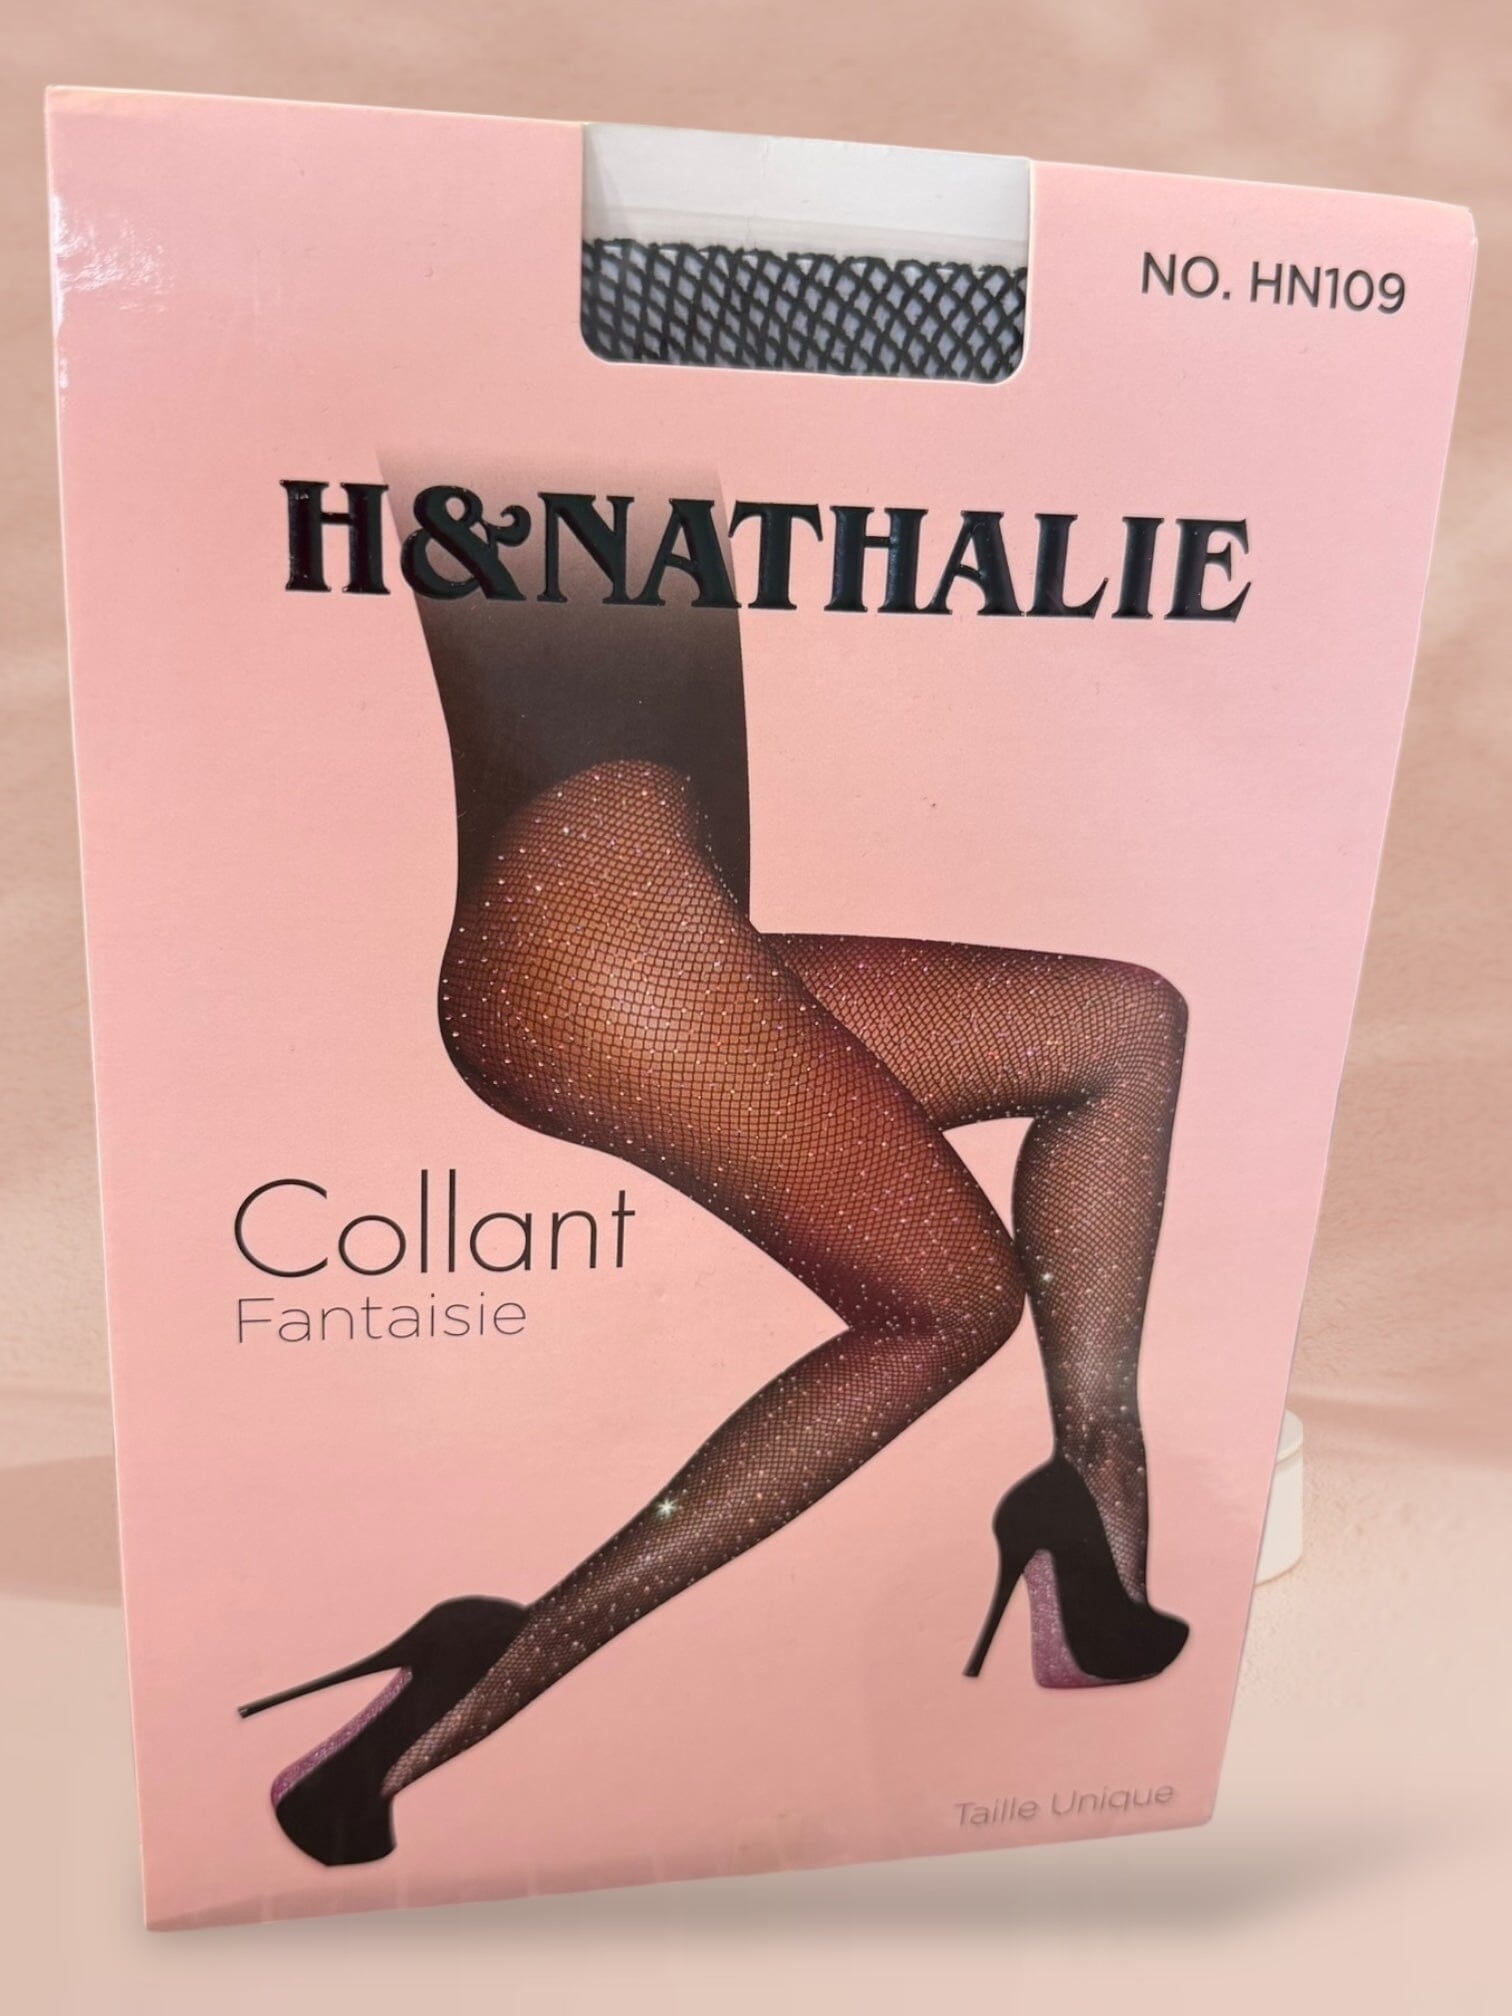 NO. HN109
H&NATHALIE
Collant
Fantaisie
Taille Unique